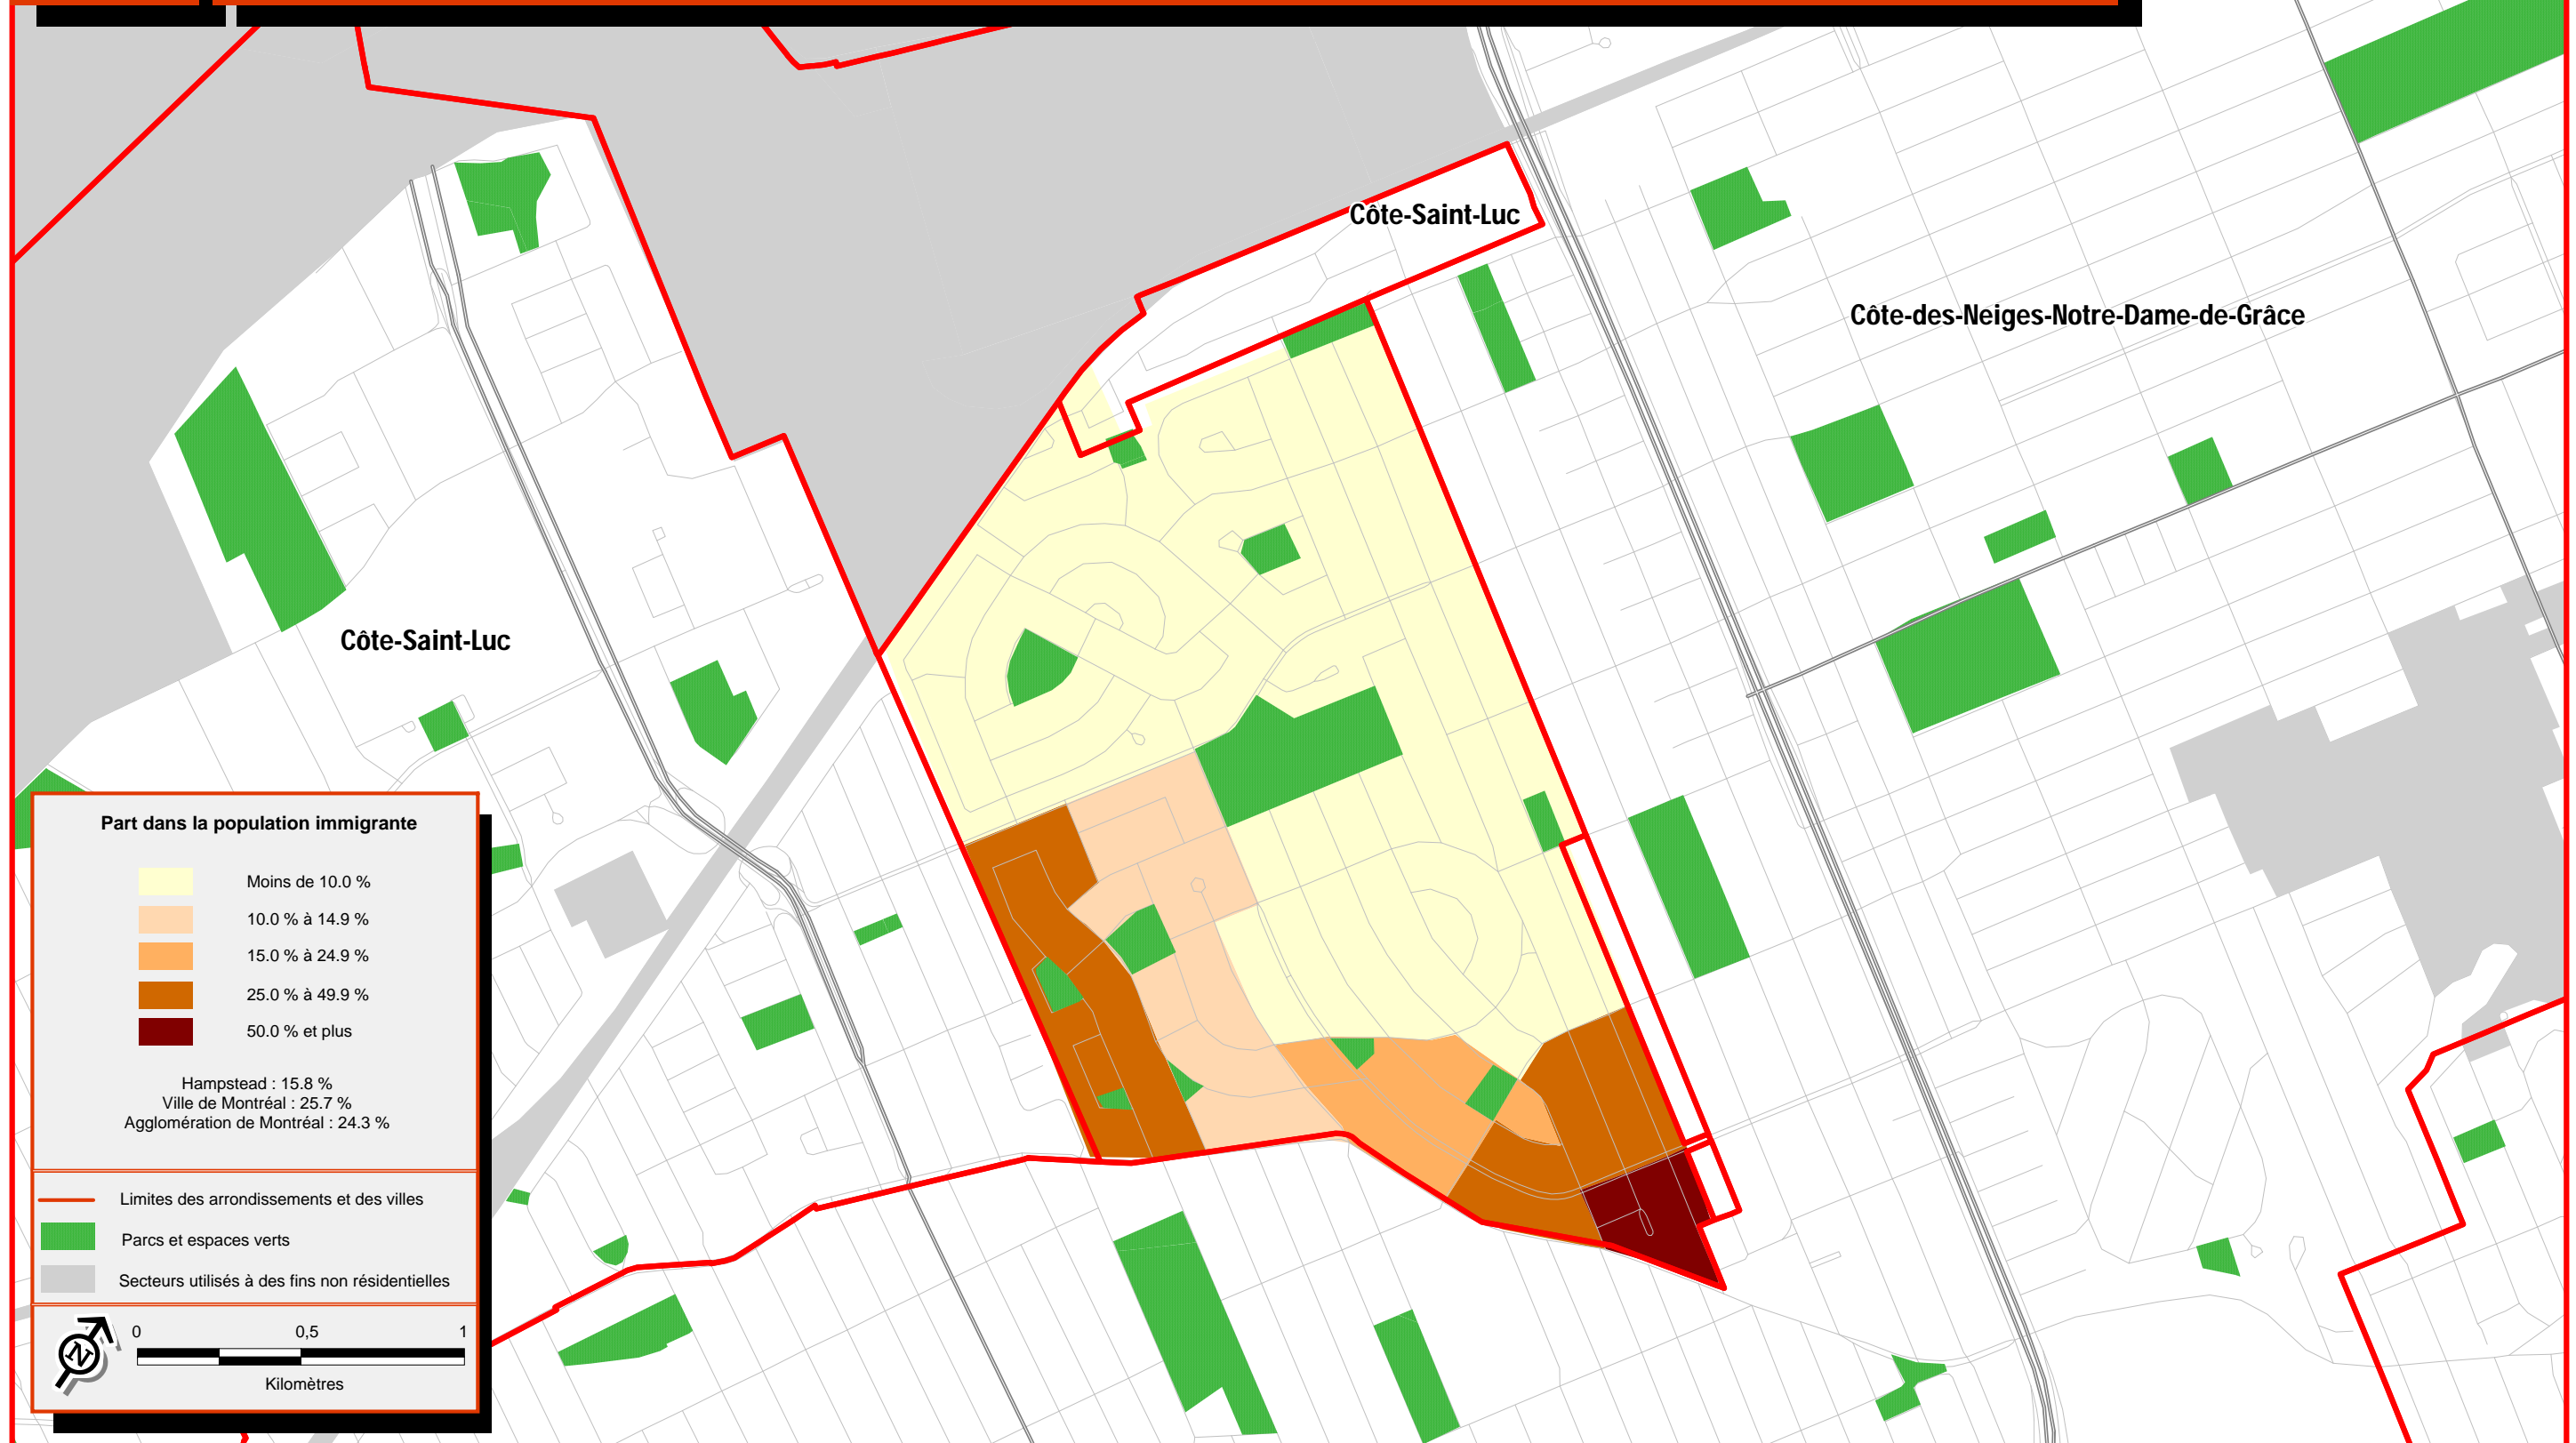 Côte-Saint-Luc
Côte-des-Neiges-Notre-Dame-de-Grâce
Côte-Saint-Luc
Part dans la population immigrante
Moins de 10.0 %
10.0 % à 14.9 %
15.0 % à 24.9 %
25.0 % à 49.9 %
50.0 % et plus
Hampstead : 15.8 %
Ville de Montréal : 25.7 %
Agglomération de Montréal : 24.3 %
Limites des arrondissements et des villes
Parcs et espaces verts
Secteurs utilisés à des fins non résidentielles
N
0 0,5 1
Kilomètres